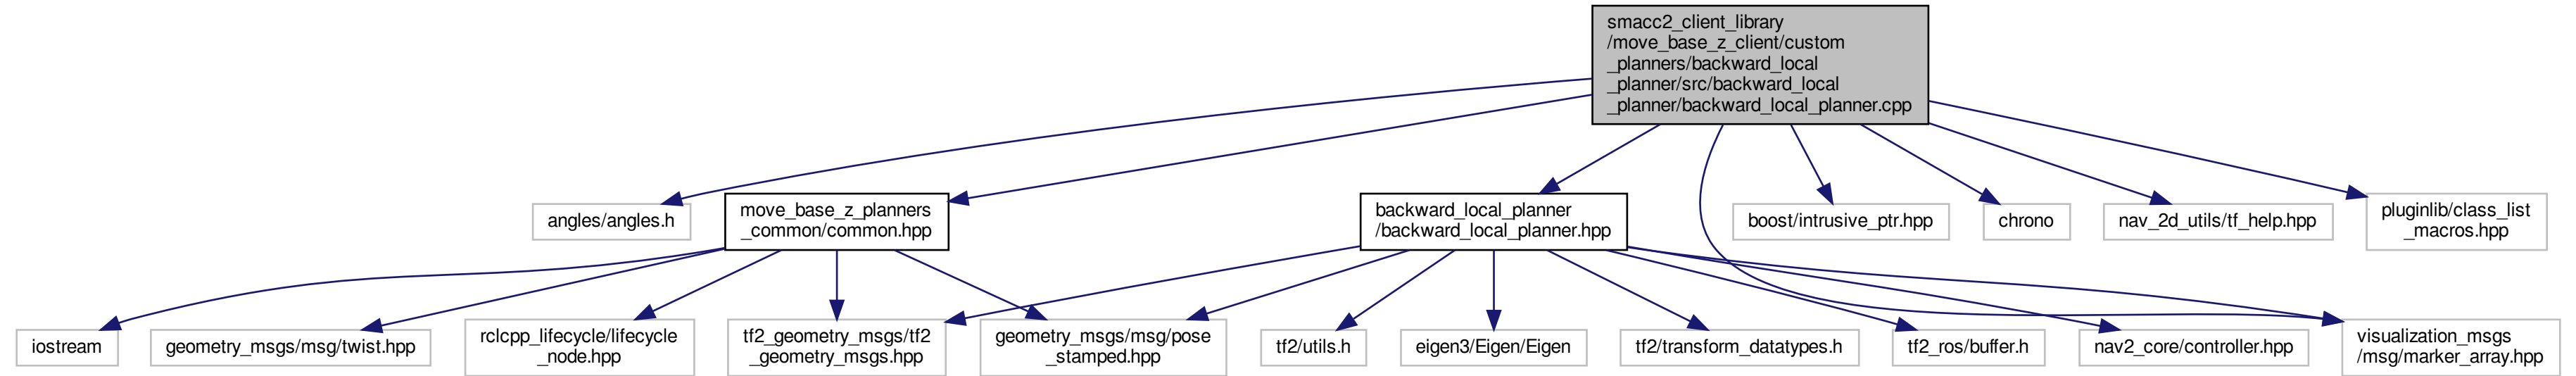 smacc2_client_library
/move_base_z_client/custom
_planners/backward_local
_planner/src/backward_local
_planner/backward_local_planner.cpp
angles/angles.h
move_base_z_planners
_common/common.hpp
backward_local_planner
/backward_local_planner.hpp
boost/intrusive_ptr.hpp
chrono
nav_2d_utils/tf_help.hpp
pluginlib/class_list
_macros.hpp
iostream
geometry_msgs/msg/twist.hpp
rclcpp_lifecycle/lifecycle
_node.hpp
tf2_geometry_msgs/tf2
_geometry_msgs.hpp
geometry_msgs/msg/pose
_stamped.hpp
tf2/utils.h
eigen3/Eigen/Eigen
tf2/transform_datatypes.h
tf2_ros/buffer.h
nav2_core/controller.hpp
visualization_msgs
/msg/marker_array.hpp